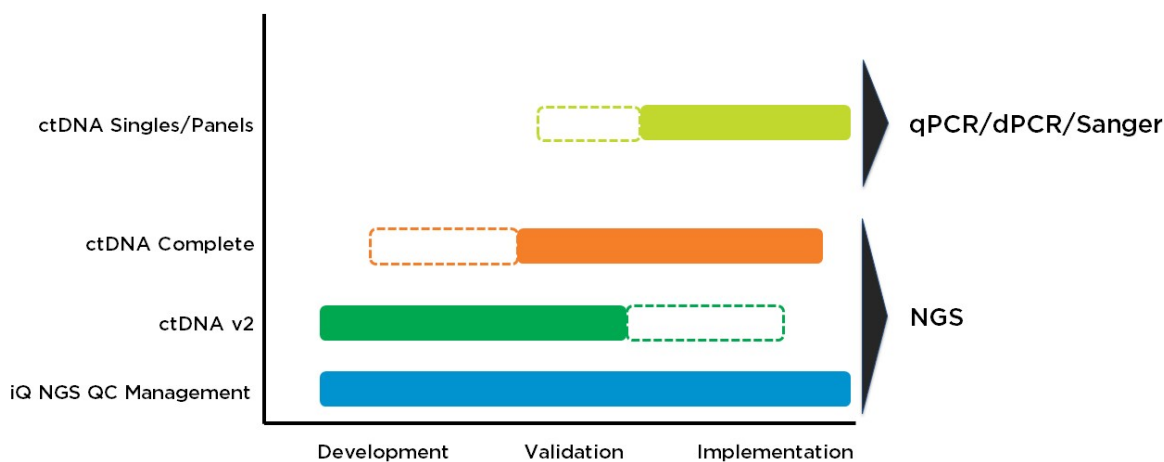 ctDNA Singles/Panels
qPCR/dPCR/Sanger
ctDNA Complete
ctDNA v2
NGS
iQ NGS QC Management
Development
Validation
Implementation